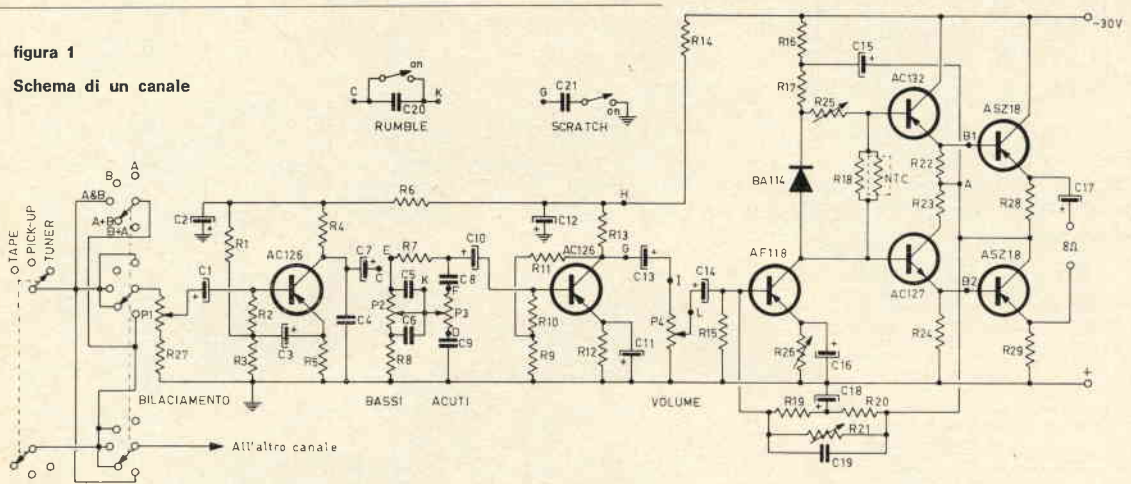 figura 1
Schema di un canale
C
on
K
C20
RUMBLE
G
C21
on
SCRATCH
-30V
R14
R16
C15
R17
R25
AC132
ASZ18
B1
R22
R18
NTC
A
R23
R28
C17
8Ω
BA114
AF118
AC127
ASZ18
B2
R24
R29
R26
C16
+
C18
R19
R20
R21
C19
TAPE
PICK-UP
TUNER
B
A
A&B
A+B
B+A
P1
R27
BILACIAMENTO
C1
C2
R1
R2
R3
C3
AC126
R4
R5
R6
C4
C7
C
E
R7
C5
K
P2
C6
R8
BASSI
C8
F
P3
D
C9
ACUTI
C10
H
C12
R13
AC126
G
R11
R10
R9
R12
C11
C13
I
P4
L
C14
R15
VOLUME
All'altro canale